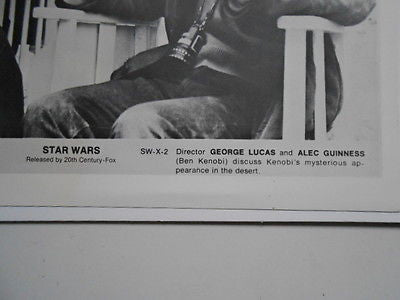 STAR WARS
Released by 20th Century-Fox
SW-X-2 Director GEORGE LUCAS and ALEC GUINNESS
(Ben Kenobi) discuss Kenobi's mysterious ap-
pearance in the desert.